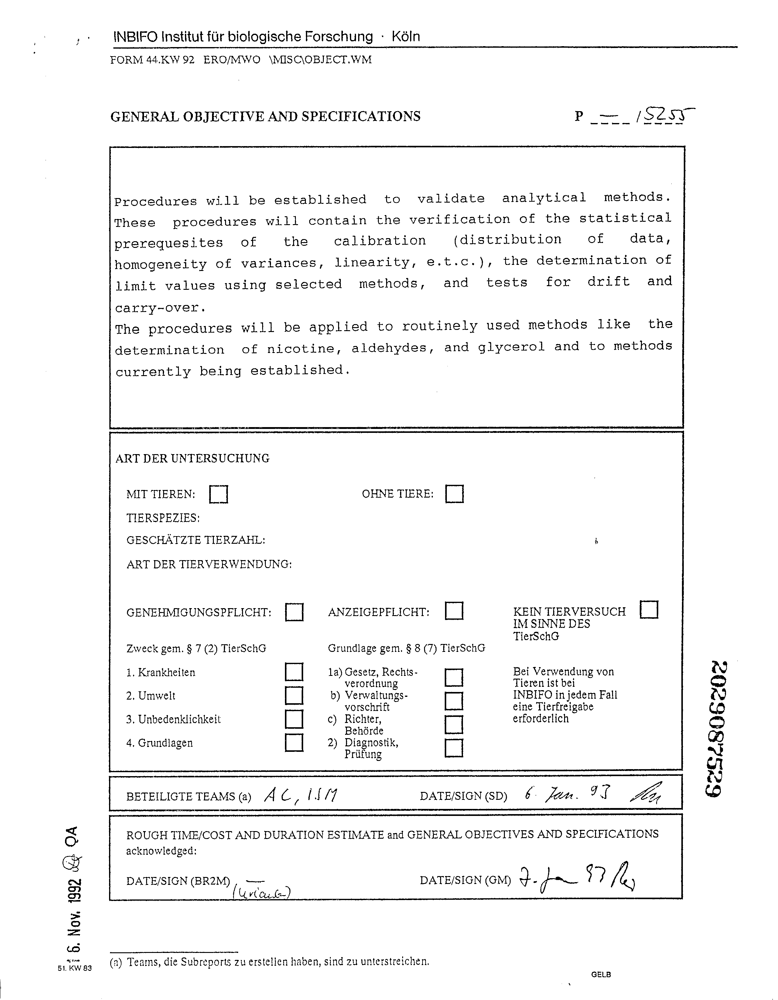 INBIFO Institut für biologische Forschung · Köln
FORM 44.KW 92 ERO/MWO \MISC\OBJECT.WM
GENERAL OBJECTIVE AND SPECIFICATIONS P _ — _ _ / 5255
Procedures will be established to validate analytical methods.
These procedures will contain the verification of the statistical
prerequesites of the calibration (distribution of data,
homogeneity of variances, linearity, e.t.c.), the determination of
limit values using selected methods, and tests for drift and
carry-over.
The procedures will be applied to routinely used methods like the
determination of nicotine, aldehydes, and glycerol and to methods
currently being established.
ART DER UNTERSUCHUNG
MIT TIEREN: OHNE TIERE:
TIERSPEZIES:
GESCHÄTZTE TIERZAHL:
ART DER TIERVERWENDUNG:
GENEHMIGUNGSPFLICHT: ANZEIGEPFLICHT: KEIN TIERVERSUCH
IM SINNE DES
TierSchG
Zweck gem. § 7 (2) TierSchG Grundlage gem. § 8 (7) TierSchG
1. Krankheiten 1a) Gesetz, Rechts- Bei Verwendung von
verordnung Tieren ist bei
2. Umwelt b) Verwaltungs- INBIFO in jedem Fall
vorschrift eine Tierfreigabe
3. Unbedenklichkeit c) Richter, erforderlich
Behörde
4. Grundlagen 2) Diagnostik,
Prüfung
BETEILIGTE TEAMS (a) AC, ISM DATE/SIGN (SD) 6. Jan. 93
ROUGH TIME/COST AND DURATION ESTIMATE and GENERAL OBJECTIVES AND SPECIFICATIONS
acknowledged:
DATE/SIGN (BR2M) — DATE/SIGN (GM) 7. Ja 93
(Urlaub)
(a) Teams, die Subreports zu erstellen haben, sind zu unterstreichen.
GELB
51. KW 83
16. Nov. 1992 QA
2029087529